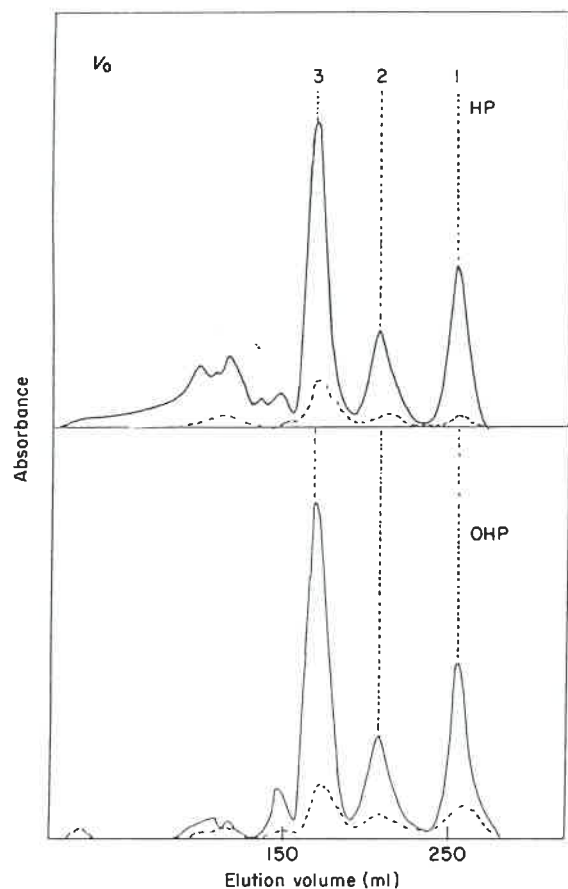 V₀
3 2 1
HP
Absorbance
OHP
150 250
Elution volume (ml)